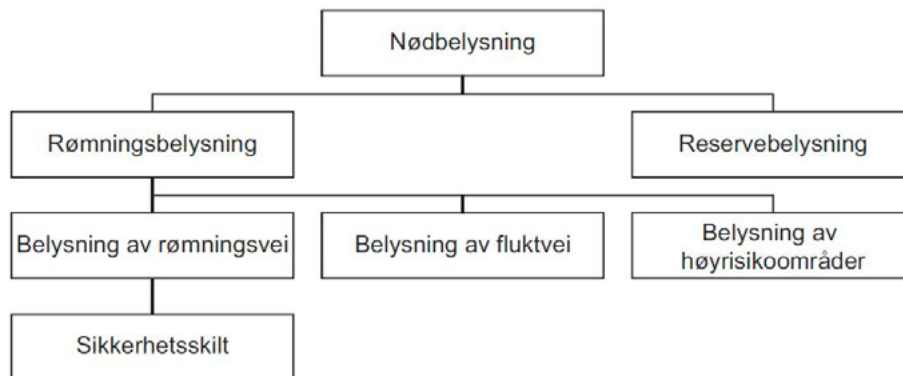 Nødbelysning
Rømningsbelysning
Reservebelysning
Belysning av rømningsvei
Belysning av fluktvei
Belysning av
høyrisikoområder
Sikkerhetsskilt